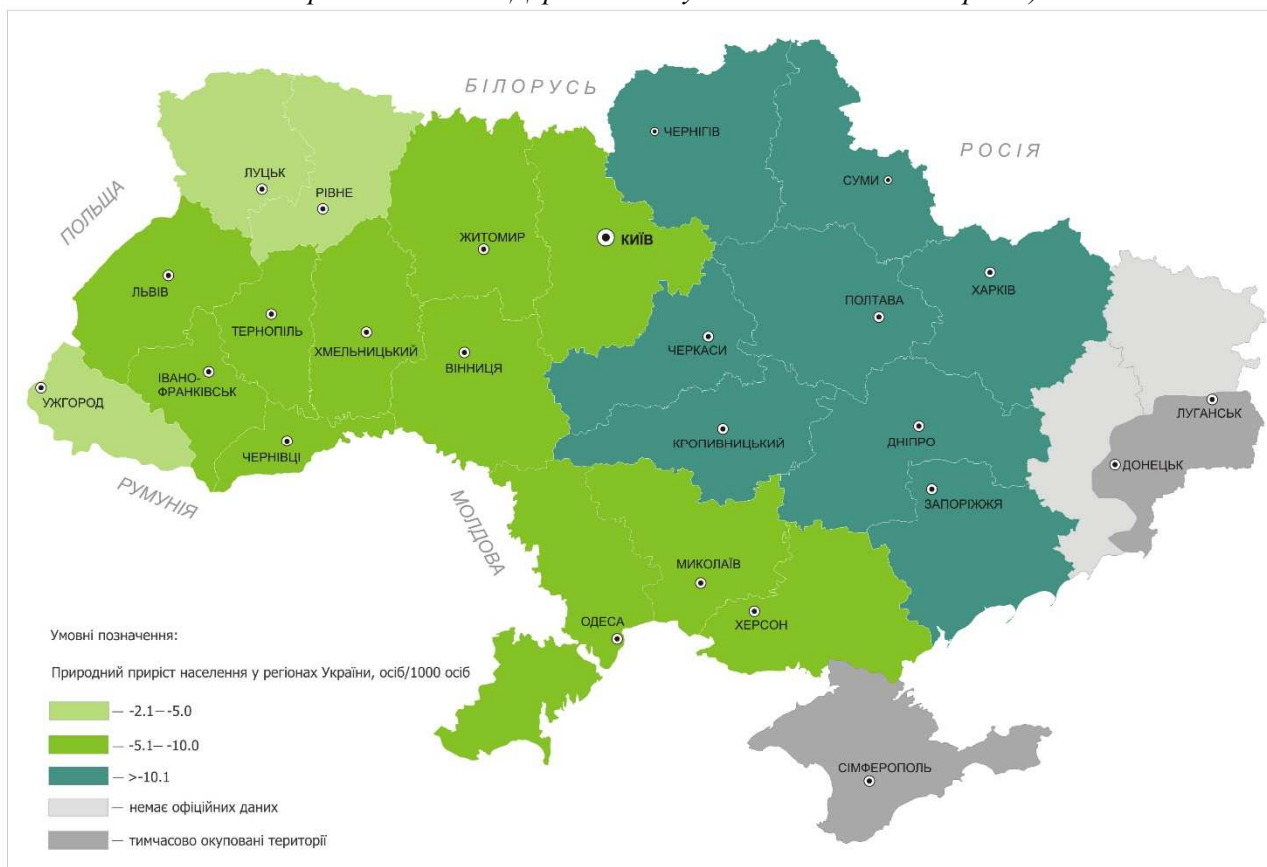 БІЛОРУСЬ
ЧЕРНІГІВ
РОСІЯ
СУМИ
ЛУЦЬК
РІВНЕ
ПОЛЬЩА
ЖИТОМИР
КИЇВ
ЛЬВІВ
ХАРКІВ
ПОЛТАВА
ТЕРНОПІЛЬ
ХМЕЛЬНИЦЬКИЙ
ЧЕРКАСИ
ВІННИЦЯ
ІВАНО-
ФРАНКІВСЬК
УЖГОРОД
ЛУГАНСЬК
КРОПИВНИЦЬКИЙ
ДНІПРО
ЧЕРНІВЦІ
ДОНЕЦЬК
РУМУНІЯ
МОЛДОВА
ЗАПОРІЖЖЯ
МИКОЛАЇВ
ОДЕСА
ХЕРСОН
СІМФЕРОПОЛЬ
Умовні позначення:
Природний приріст населення у регіонах України, осіб/1000 осіб
— -2.1— -5.0
— -5.1— -10.0
— >-10.1
— немає офіційних даних
— тимчасово окуповані території